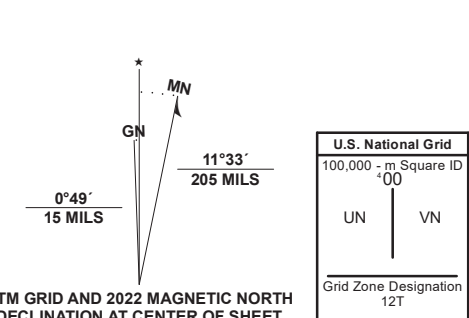 ★
MN
GN
11°33´
205 MILS
0°49´
15 MILS
TM GRID AND 2022 MAGNETIC NORTH
DECLINATION AT CENTER OF SHEET
U.S. National Grid
100,000 - m Square ID
⁴00
UN
VN
Grid Zone Designation
12T